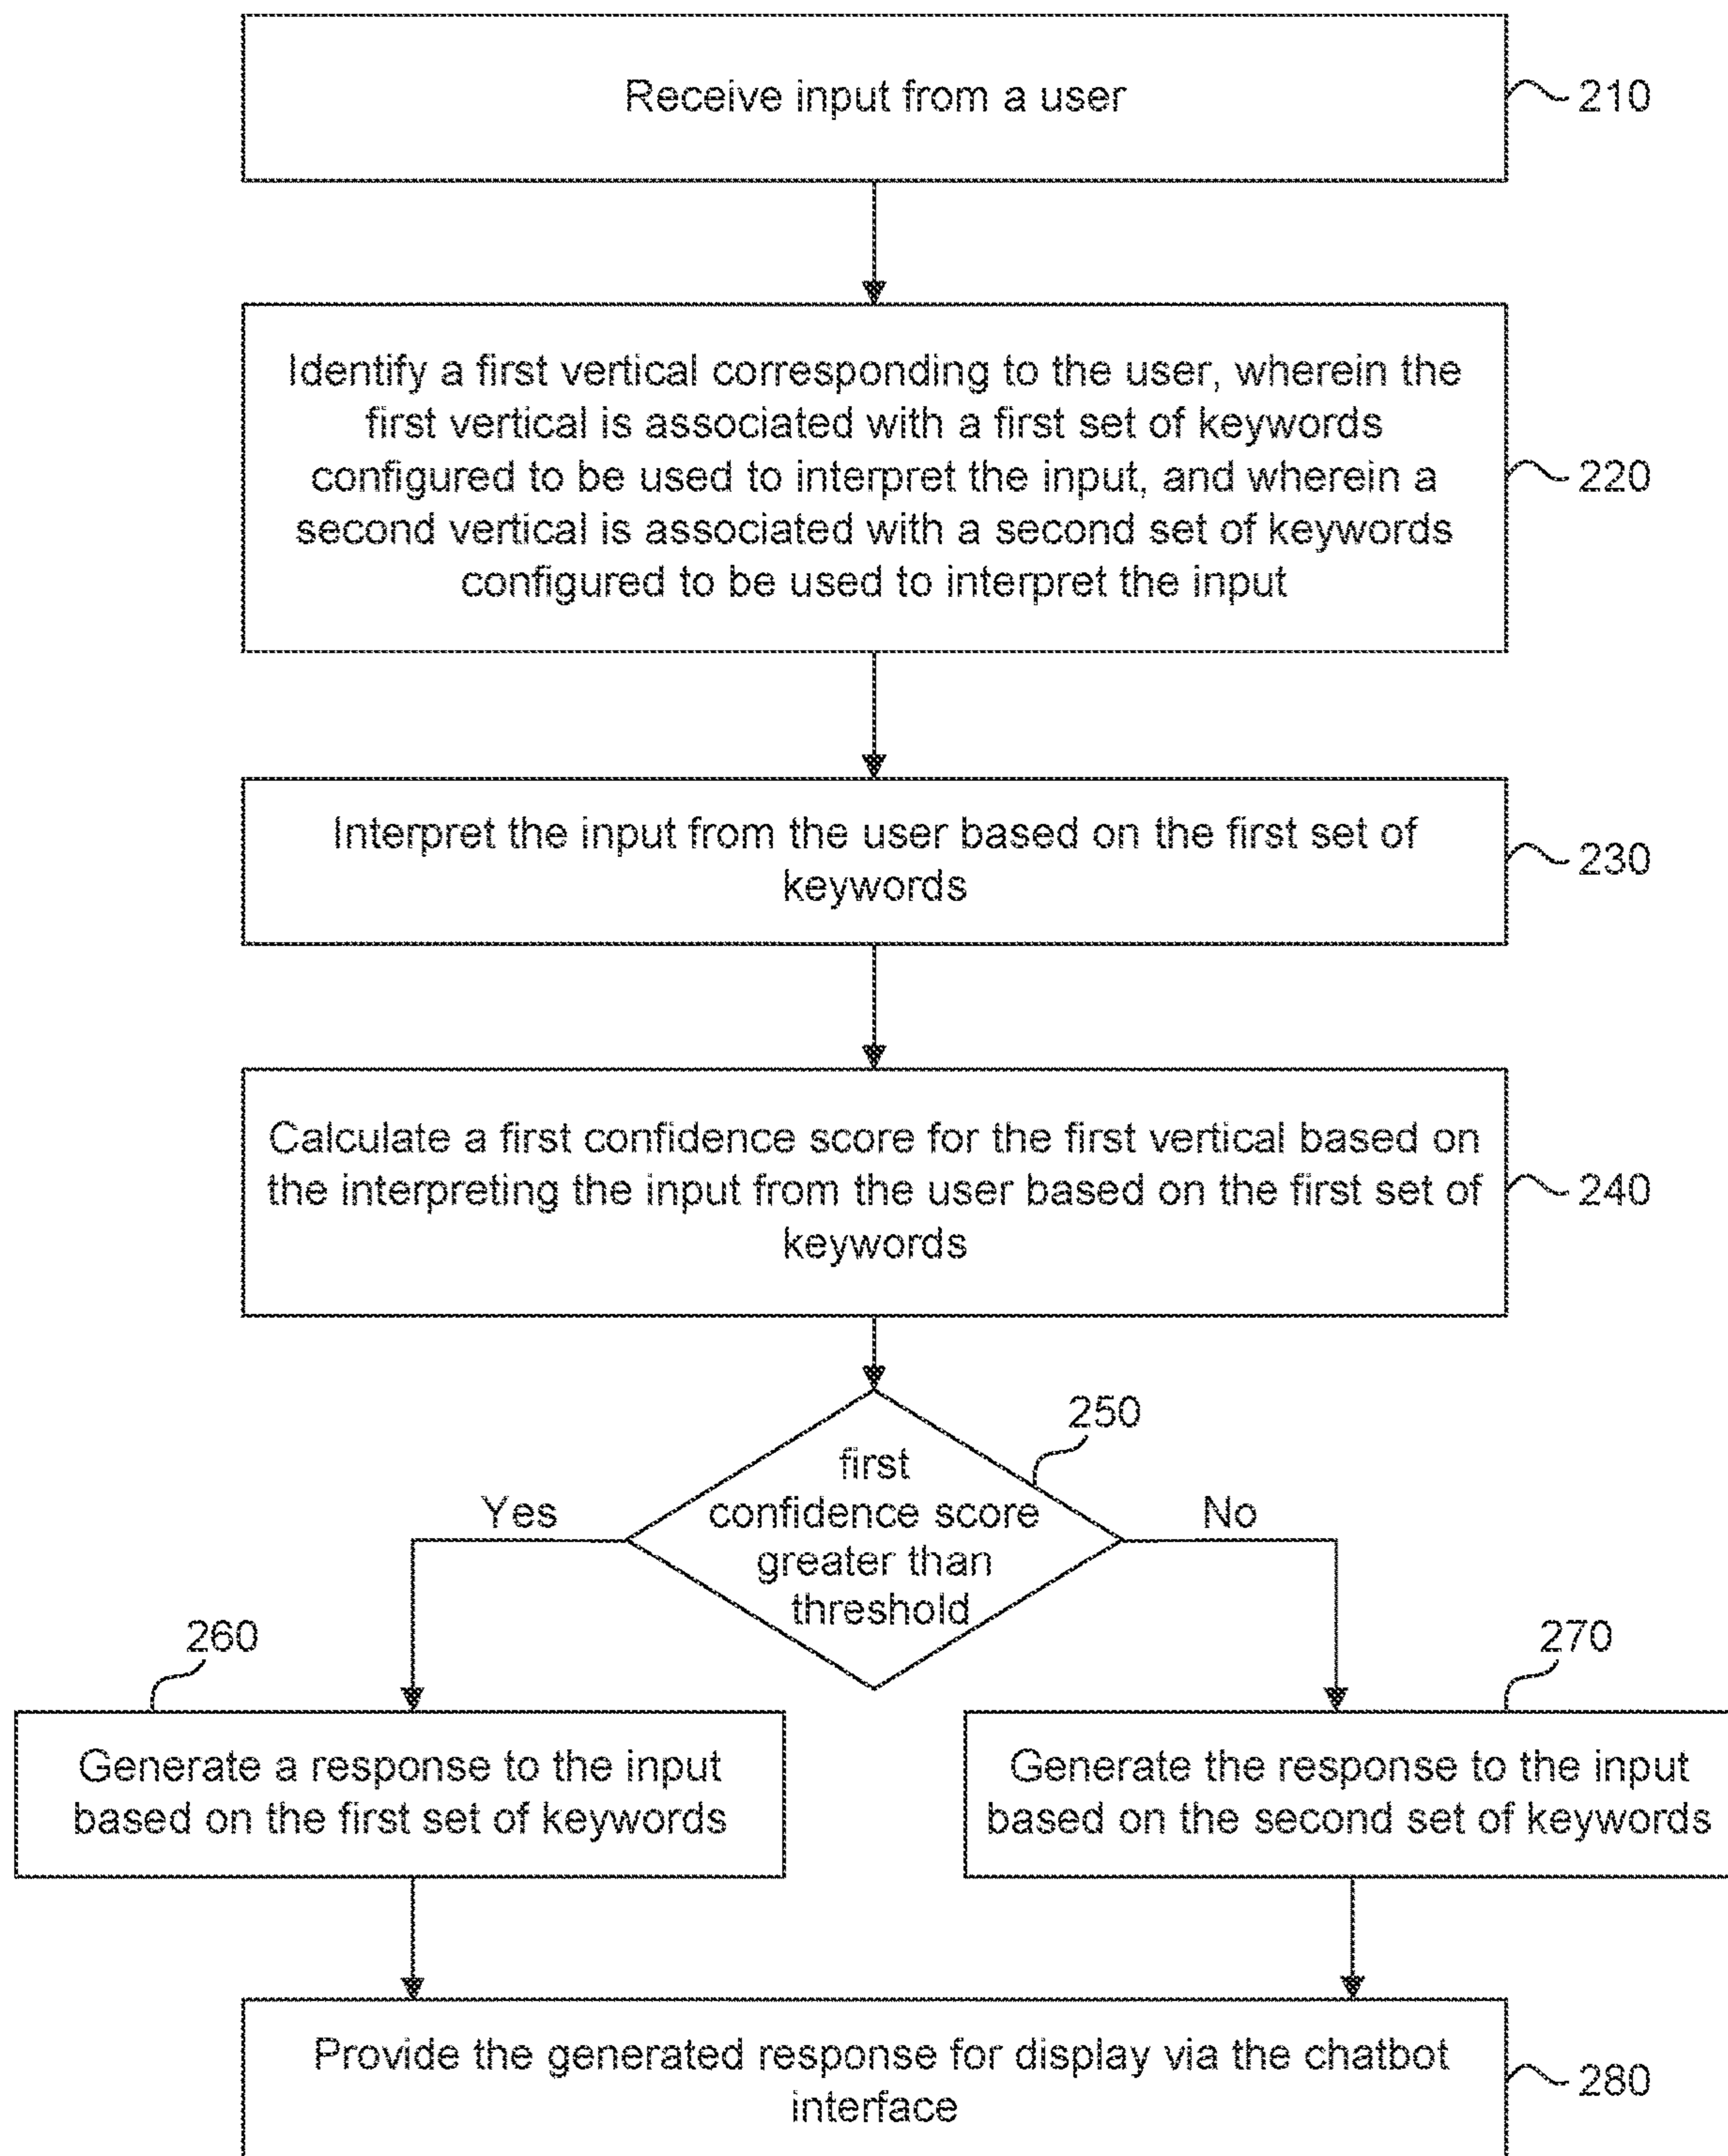 Receive input from a user
210
Identify a first vertical corresponding to the user, wherein the
first vertical is associated with a first set of keywords
configured to be used to interpret the input, and wherein a
second vertical is associated with a second set of keywords
configured to be used to interpret the input
220
Interpret the input from the user based on the first set of
keywords
230
Calculate a first confidence score for the first vertical based on
the interpreting the input from the user based on the first set of
keywords
240
250
first
confidence score
greater than
threshold
Yes
No
260
Generate a response to the input
based on the first set of keywords
270
Generate the response to the input
based on the second set of keywords
Provide the generated response for display via the chatbot
interface
280